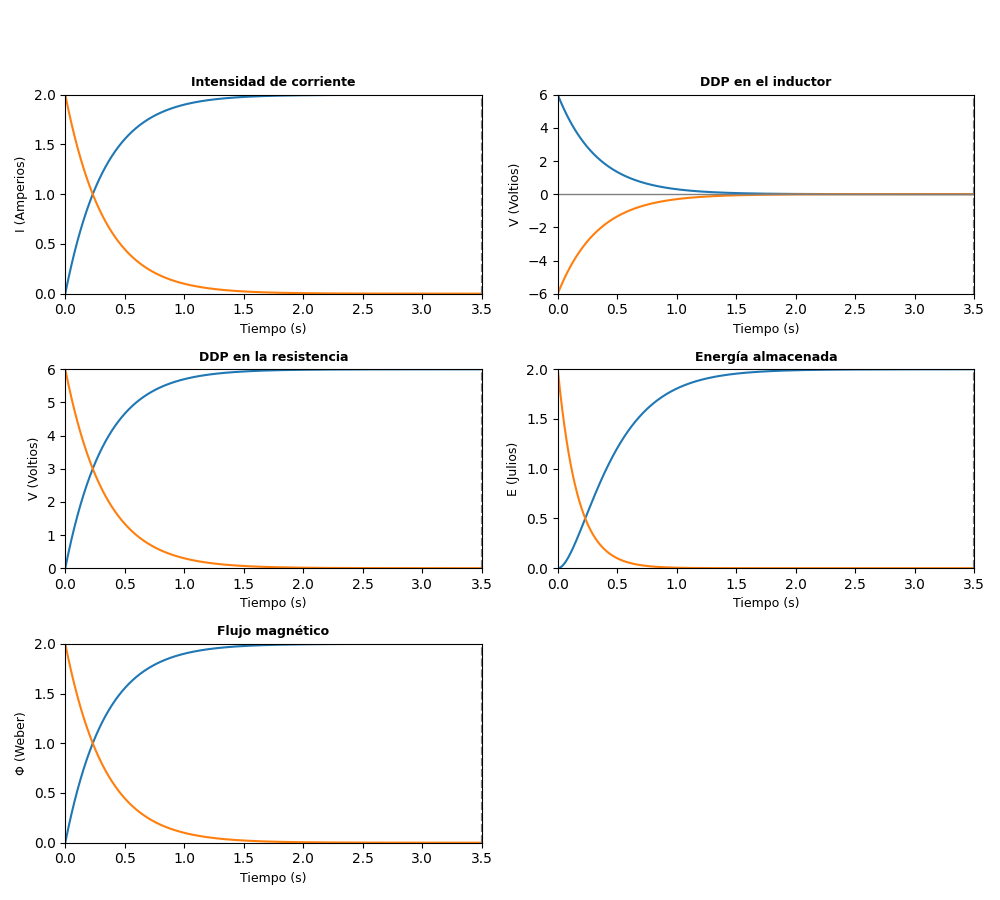 Intensidad de corriente
I (Amperios)
2.0
1.5
1.0
0.5
0.0
0.0 0.5 1.0 1.5 2.0 2.5 3.0 3.5
Tiempo (s)
DDP en el inductor
V (Voltios)
6
4
2
0
−2
−4
−6
0.0 0.5 1.0 1.5 2.0 2.5 3.0 3.5
Tiempo (s)
DDP en la resistencia
V (Voltios)
6
5
4
3
2
1
0
0.0 0.5 1.0 1.5 2.0 2.5 3.0 3.5
Tiempo (s)
Energía almacenada
E (Julios)
2.0
1.5
1.0
0.5
0.0
0.0 0.5 1.0 1.5 2.0 2.5 3.0 3.5
Tiempo (s)
Flujo magnético
Φ (Weber)
2.0
1.5
1.0
0.5
0.0
0.0 0.5 1.0 1.5 2.0 2.5 3.0 3.5
Tiempo (s)